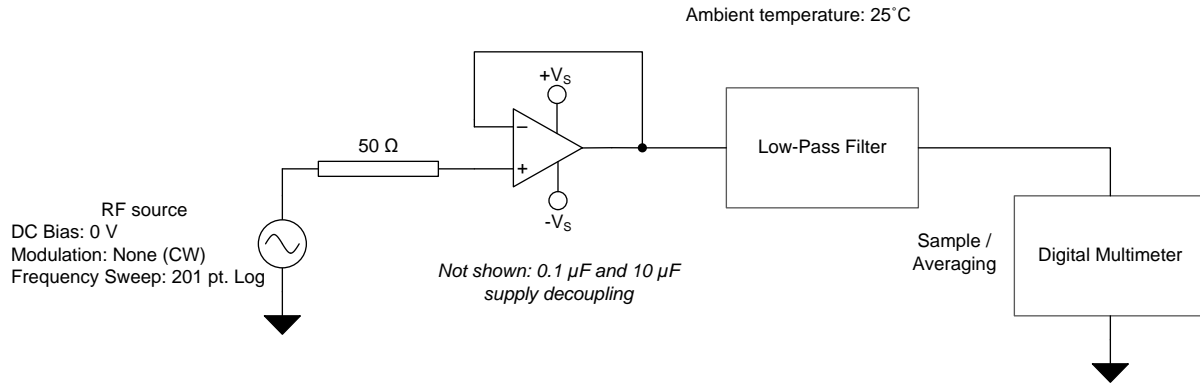 Ambient temperature: 25˚C
+VS
−
50 Ω
+
Low-Pass Filter
-VS
RF source
DC Bias: 0 V
Modulation: None (CW)
Frequency Sweep: 201 pt. Log
Not shown: 0.1 µF and 10 µF
supply decoupling
Sample /
Averaging
Digital Multimeter